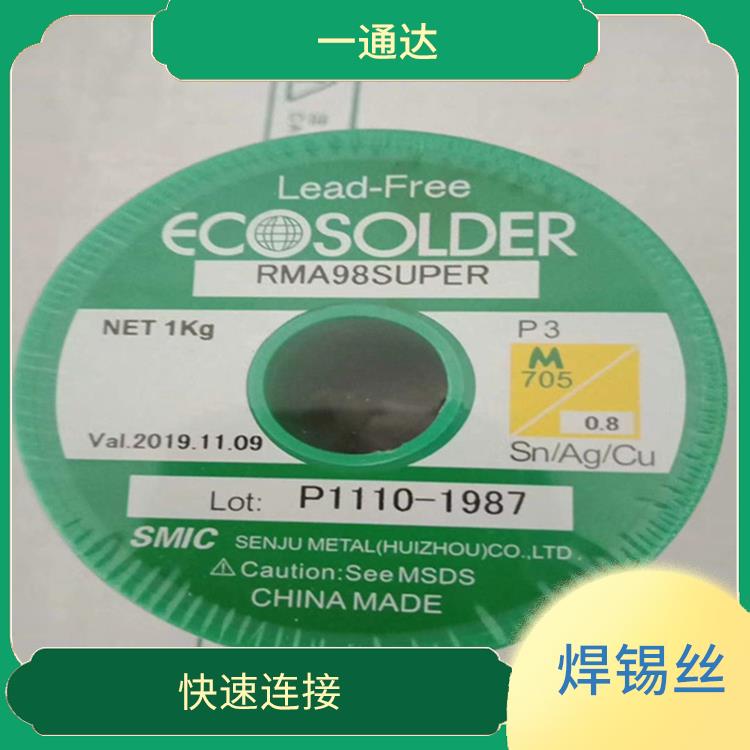 一通达
Lead-Free
ECOSOLDER
RMA98SUPER
NET 1Kg
P3
M
705
0.8
Val.2019.11.09
Sn/Ag/Cu
Lot: P1110-1987
SMIC SENJU METAL(HUIZHOU)CO.,LTD.
Caution:See MSDS
CHINA MADE
快速连接
焊锡丝